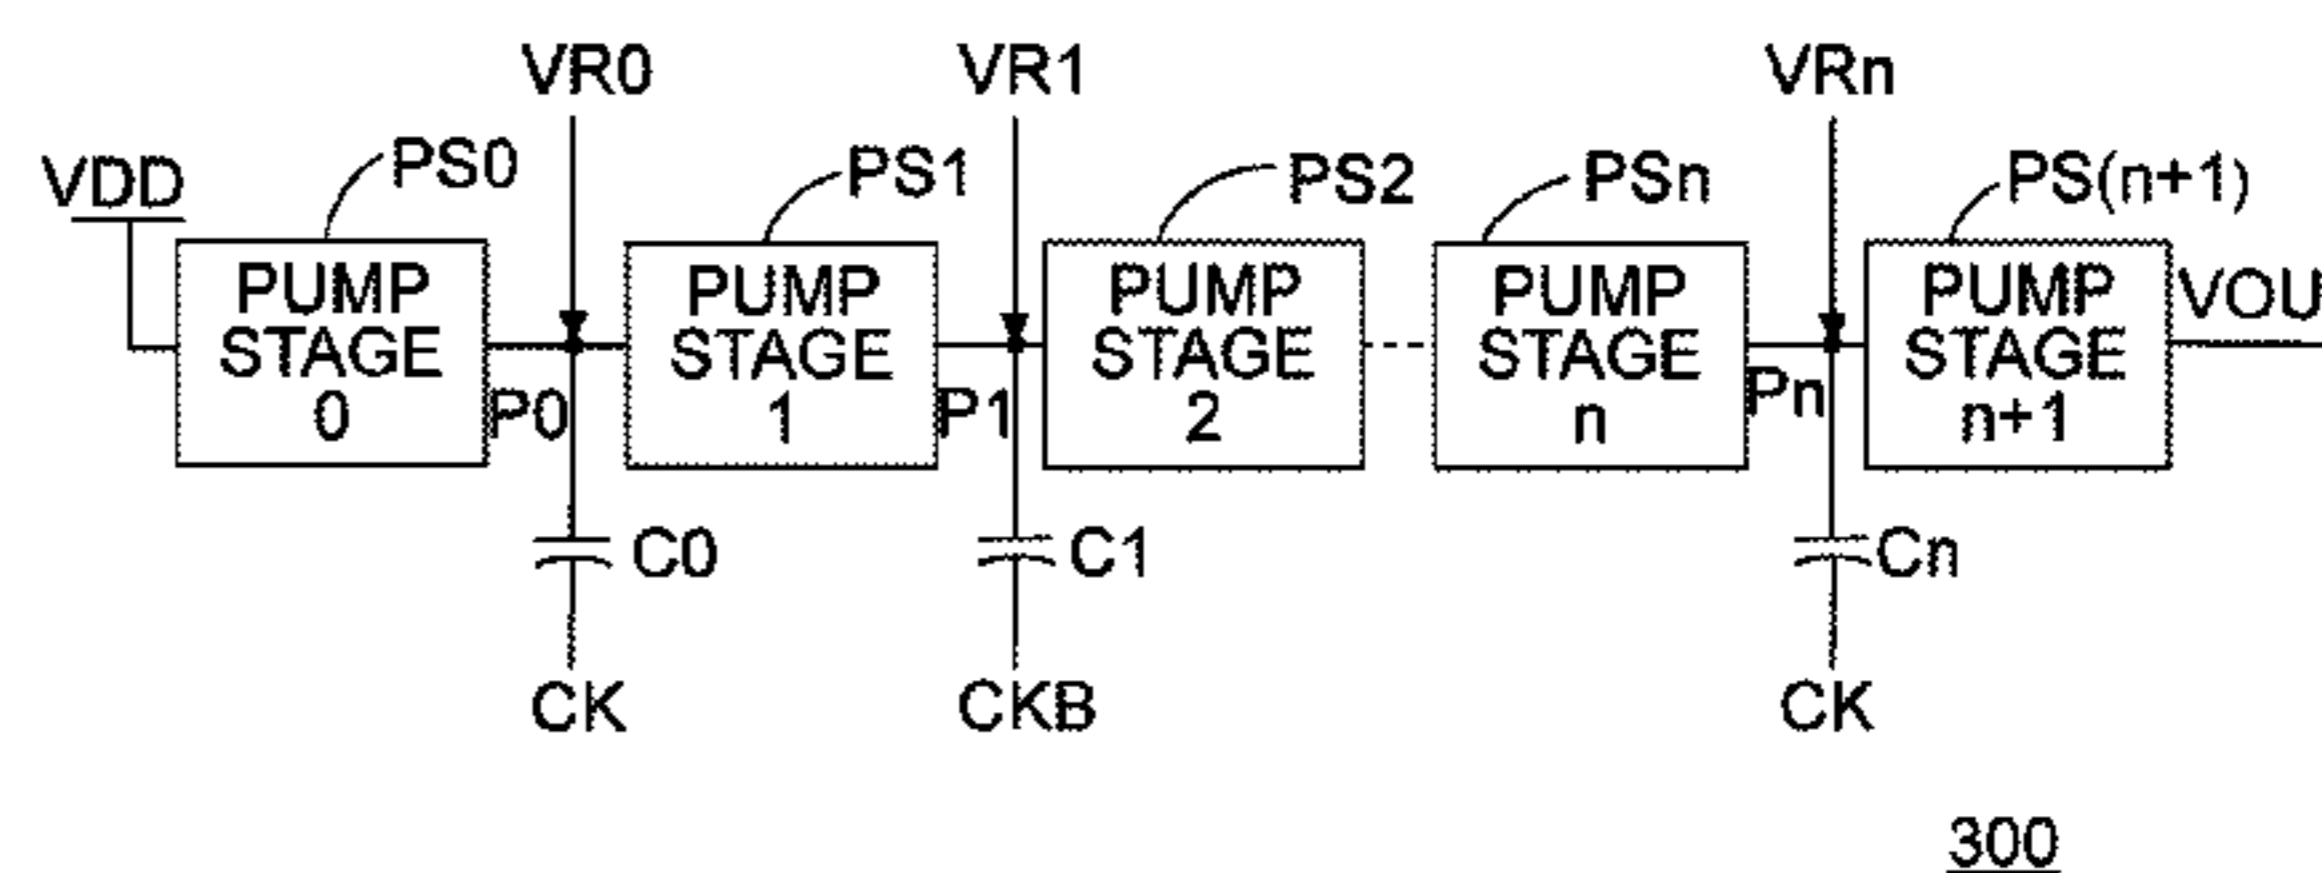 VR0 VR1 VRn
VDD PS0 PS1 PS2 PSn PS(n+1)
PUMP STAGE 0
PUMP STAGE 1
PUMP STAGE 2
PUMP STAGE n
PUMP STAGE n+1
VOU
P0 P1 Pn
C0 C1 Cn
CK CKB CK
300